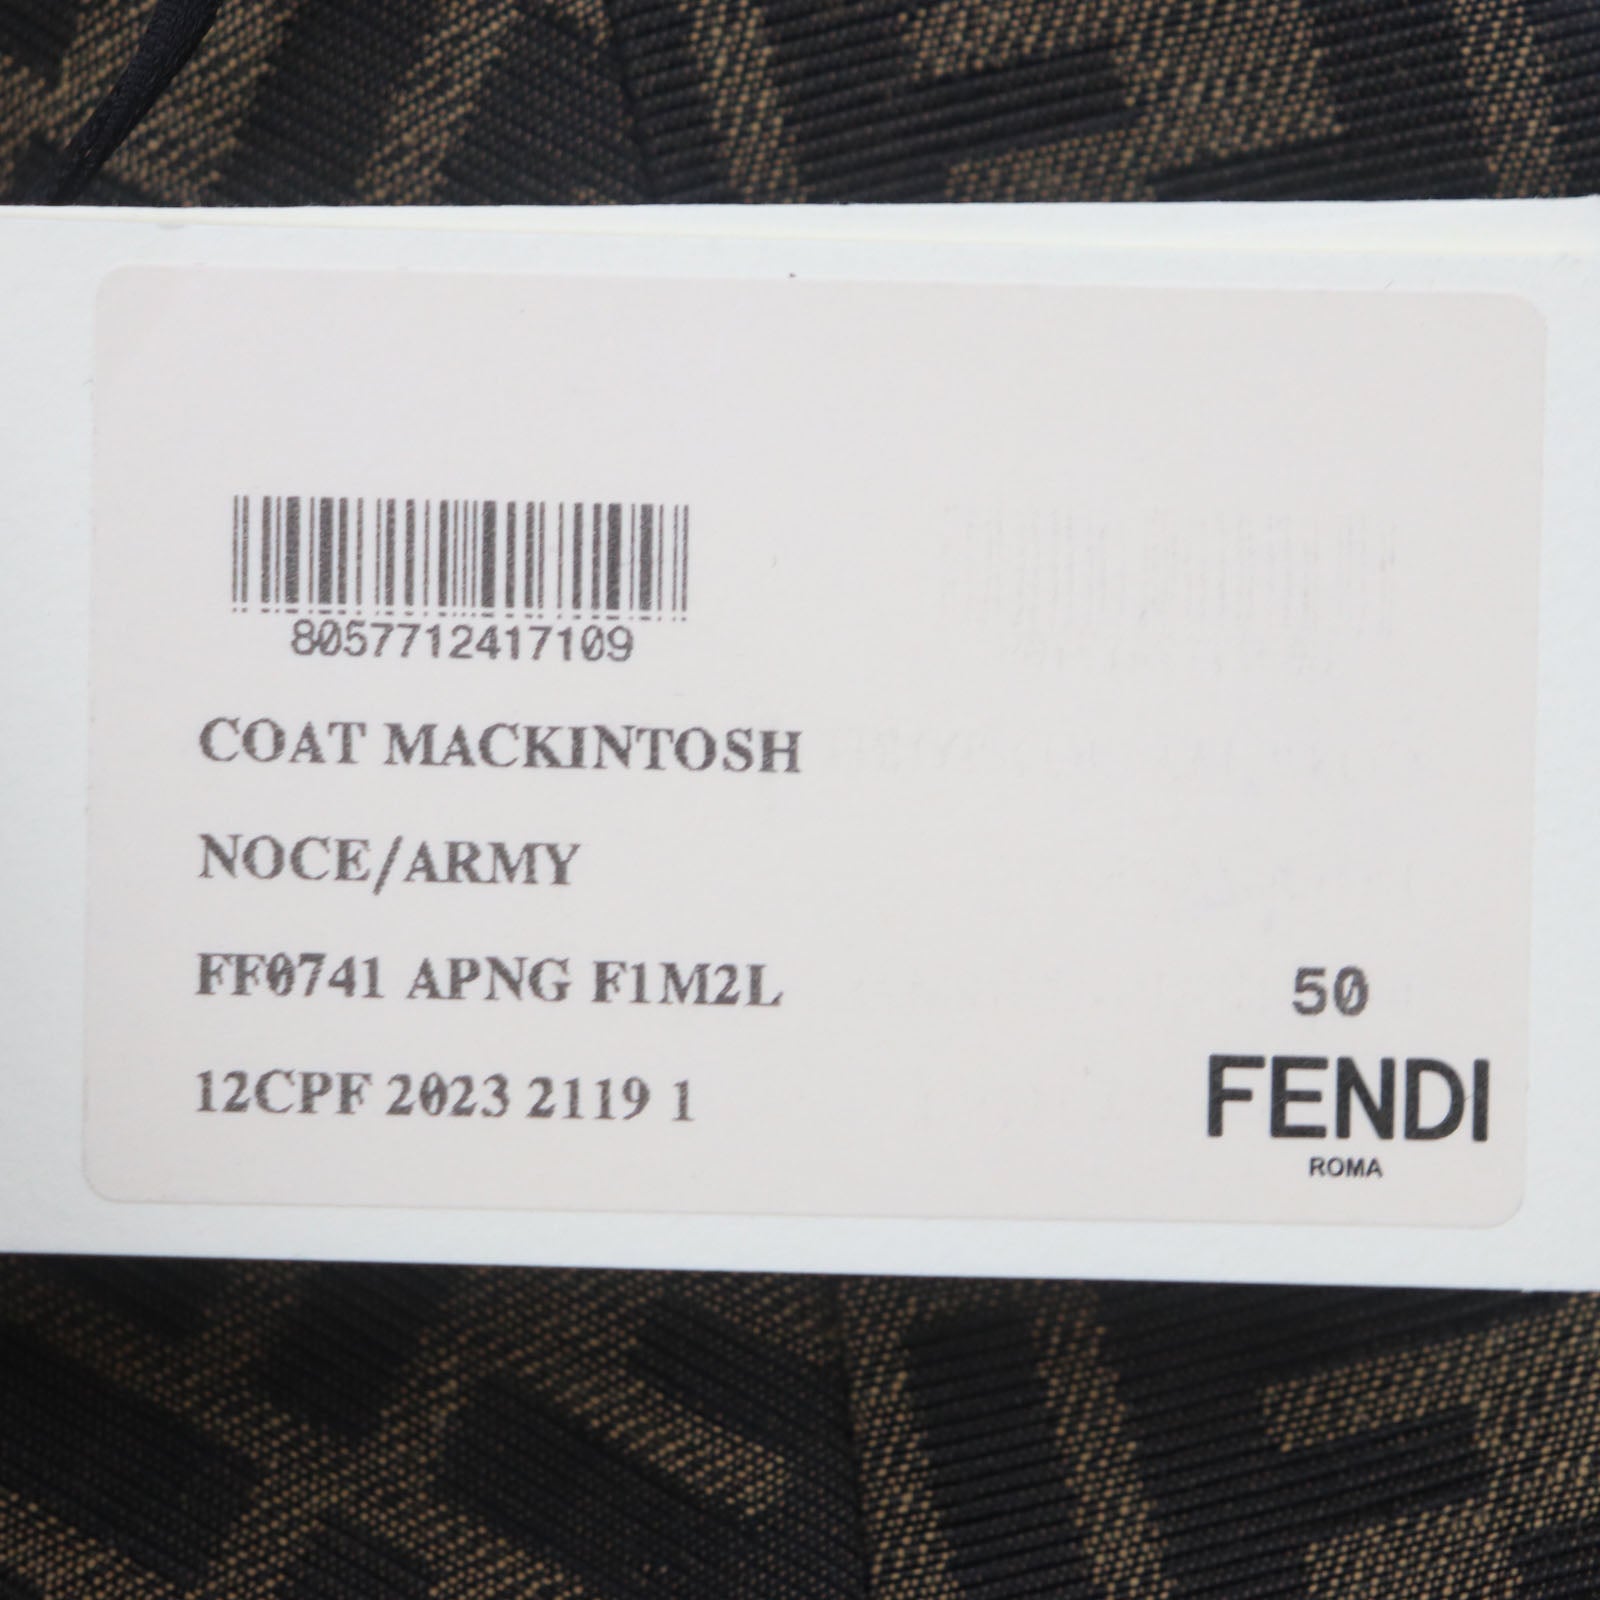 8057712417109
COAT MACKINTOSH
NOCE/ARMY
FF0741 APNG F1M2L
12CPF 2023 2119 1
50
FENDI
ROMA